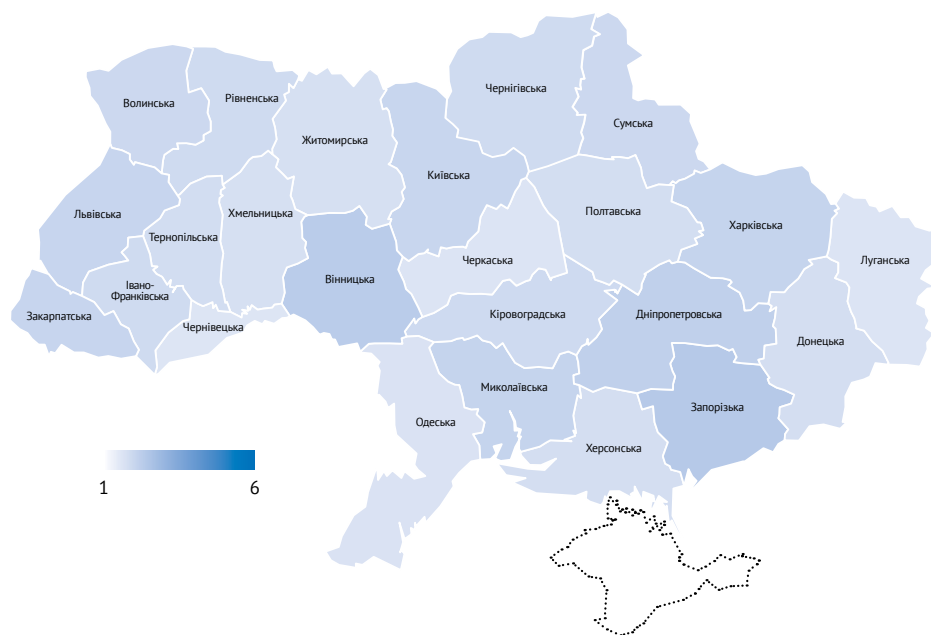 Чернігівська
Волинська
Рівненська
Сумська
Житомирська
Київська
Львівська
Хмельницька
Полтавська
Тернопільська
Харківська
Черкаська
Луганська
Вінницька
Івано-
Франківська
Закарпатська
Чернівецька
Кіровоградська
Дніпропетровська
Донецька
Миколаївська
Запорізька
Одеська
Херсонська
1
6